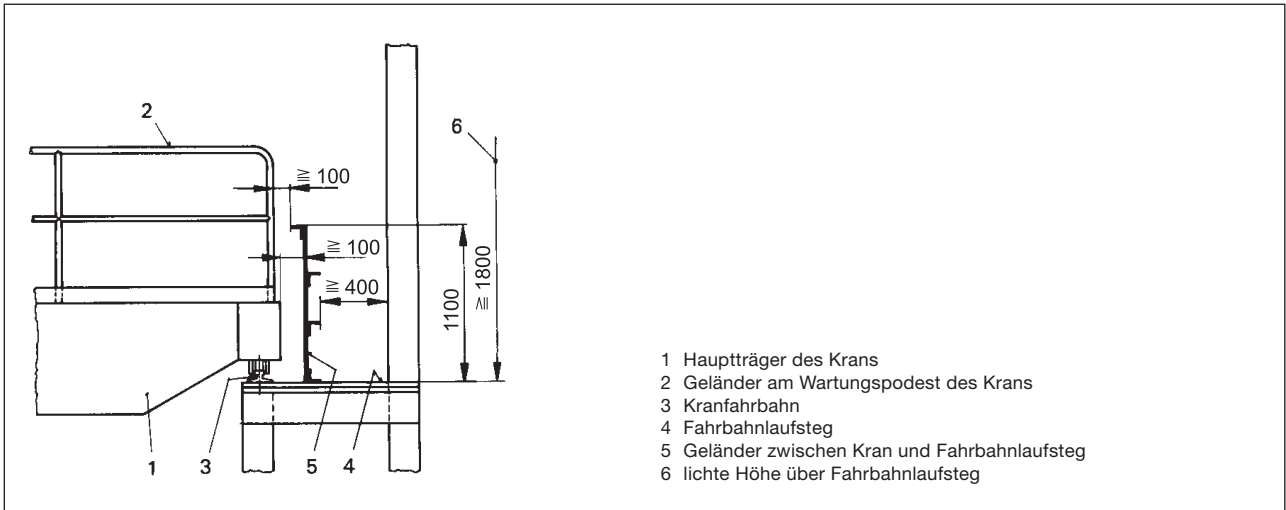 2
6
≧ 100
≧ 100
≧ 400
1100
≧ 1800
1 3 5 4
1 Hauptträger des Krans
2 Geländer am Wartungspodest des Krans
3 Kranfahrbahn
4 Fahrbahnlaufsteg
5 Geländer zwischen Kran und Fahrbahnlaufsteg
6 lichte Höhe über Fahrbahnlaufsteg